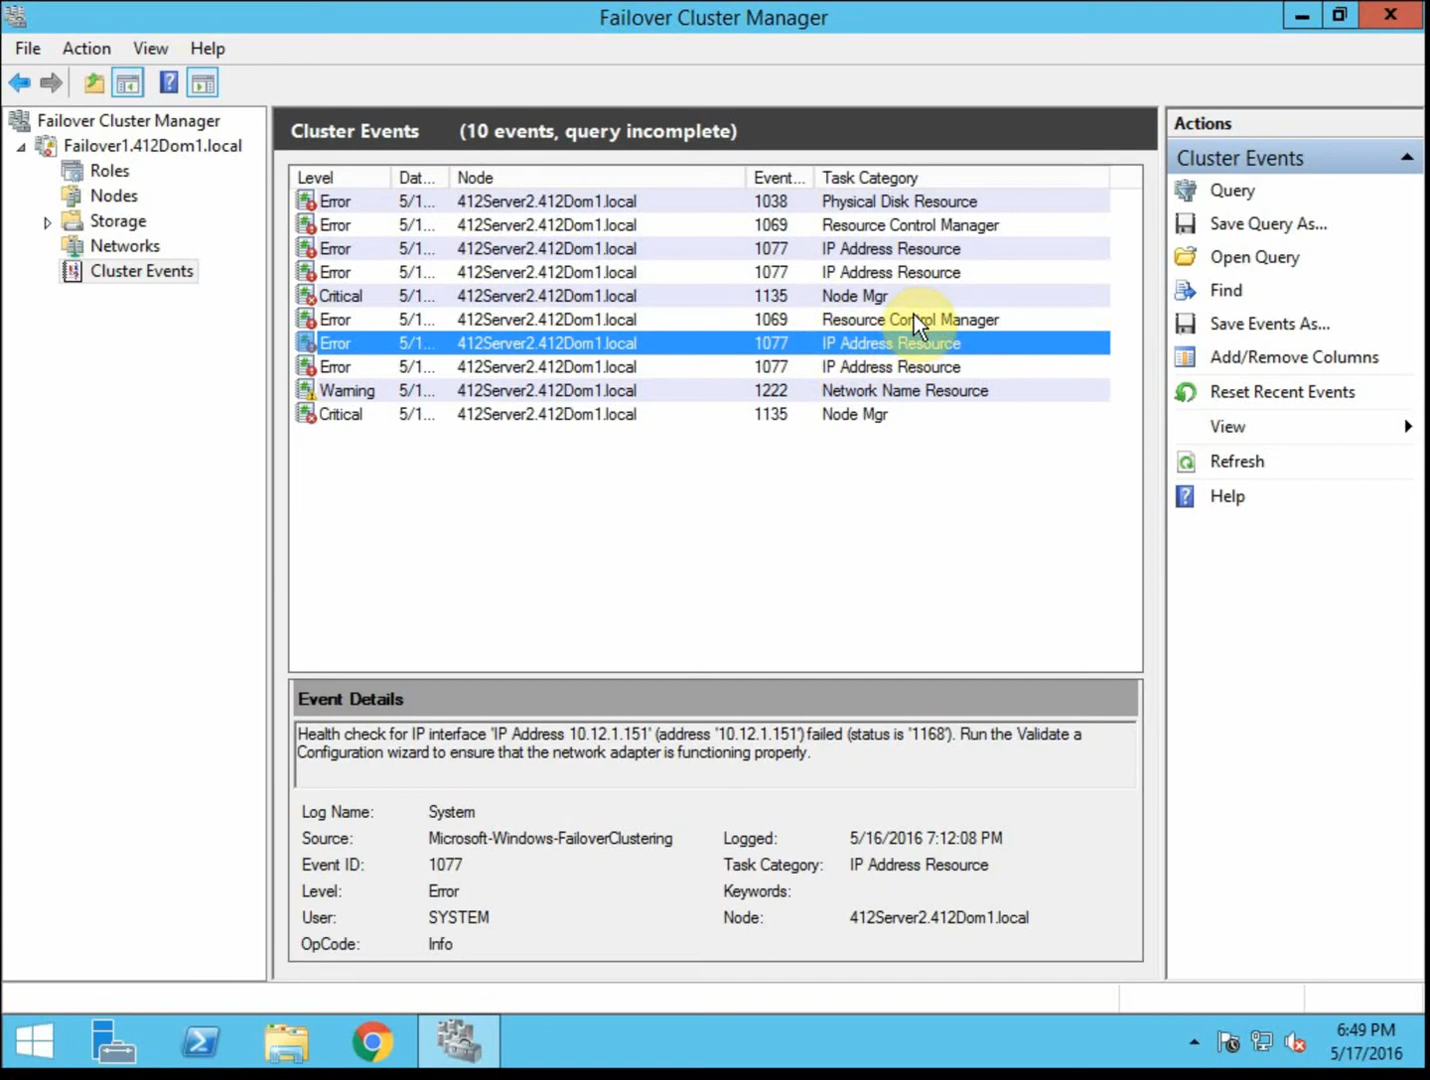 Failover Cluster Manager
File Action View Help
Failover Cluster Manager
Failover1.412Dom1.local
Roles
Nodes
Storage
Networks
Cluster Events
Cluster Events (10 events, query incomplete)
Level Dat... Node Event... Task Category
Error 5/1... 412Server2.412Dom1.local 1038 Physical Disk Resource
Error 5/1... 412Server2.412Dom1.local 1069 Resource Control Manager
Error 5/1... 412Server2.412Dom1.local 1077 IP Address Resource
Error 5/1... 412Server2.412Dom1.local 1077 IP Address Resource
Critical 5/1... 412Server2.412Dom1.local 1135 Node Mgr
Error 5/1... 412Server2.412Dom1.local 1069 Resource Control Manager
Error 5/1... 412Server2.412Dom1.local 1077 IP Address Resource
Error 5/1... 412Server2.412Dom1.local 1077 IP Address Resource
Warning 5/1... 412Server2.412Dom1.local 1222 Network Name Resource
Critical 5/1... 412Server2.412Dom1.local 1135 Node Mgr
Event Details
Health check for IP interface 'IP Address 10.12.1.151' (address '10.12.1.151') failed (status is '1168'). Run the Validate a
Configuration wizard to ensure that the network adapter is functioning properly.
Log Name: System
Source: Microsoft-Windows-FailoverClustering Logged: 5/16/2016 7:12:08 PM
Event ID: 1077 Task Category: IP Address Resource
Level: Error Keywords:
User: SYSTEM Node: 412Server2.412Dom1.local
OpCode: Info
Actions
Cluster Events
Query
Save Query As...
Open Query
Find
Save Events As...
Add/Remove Columns
Reset Recent Events
View
Refresh
Help
6:49 PM
5/17/2016